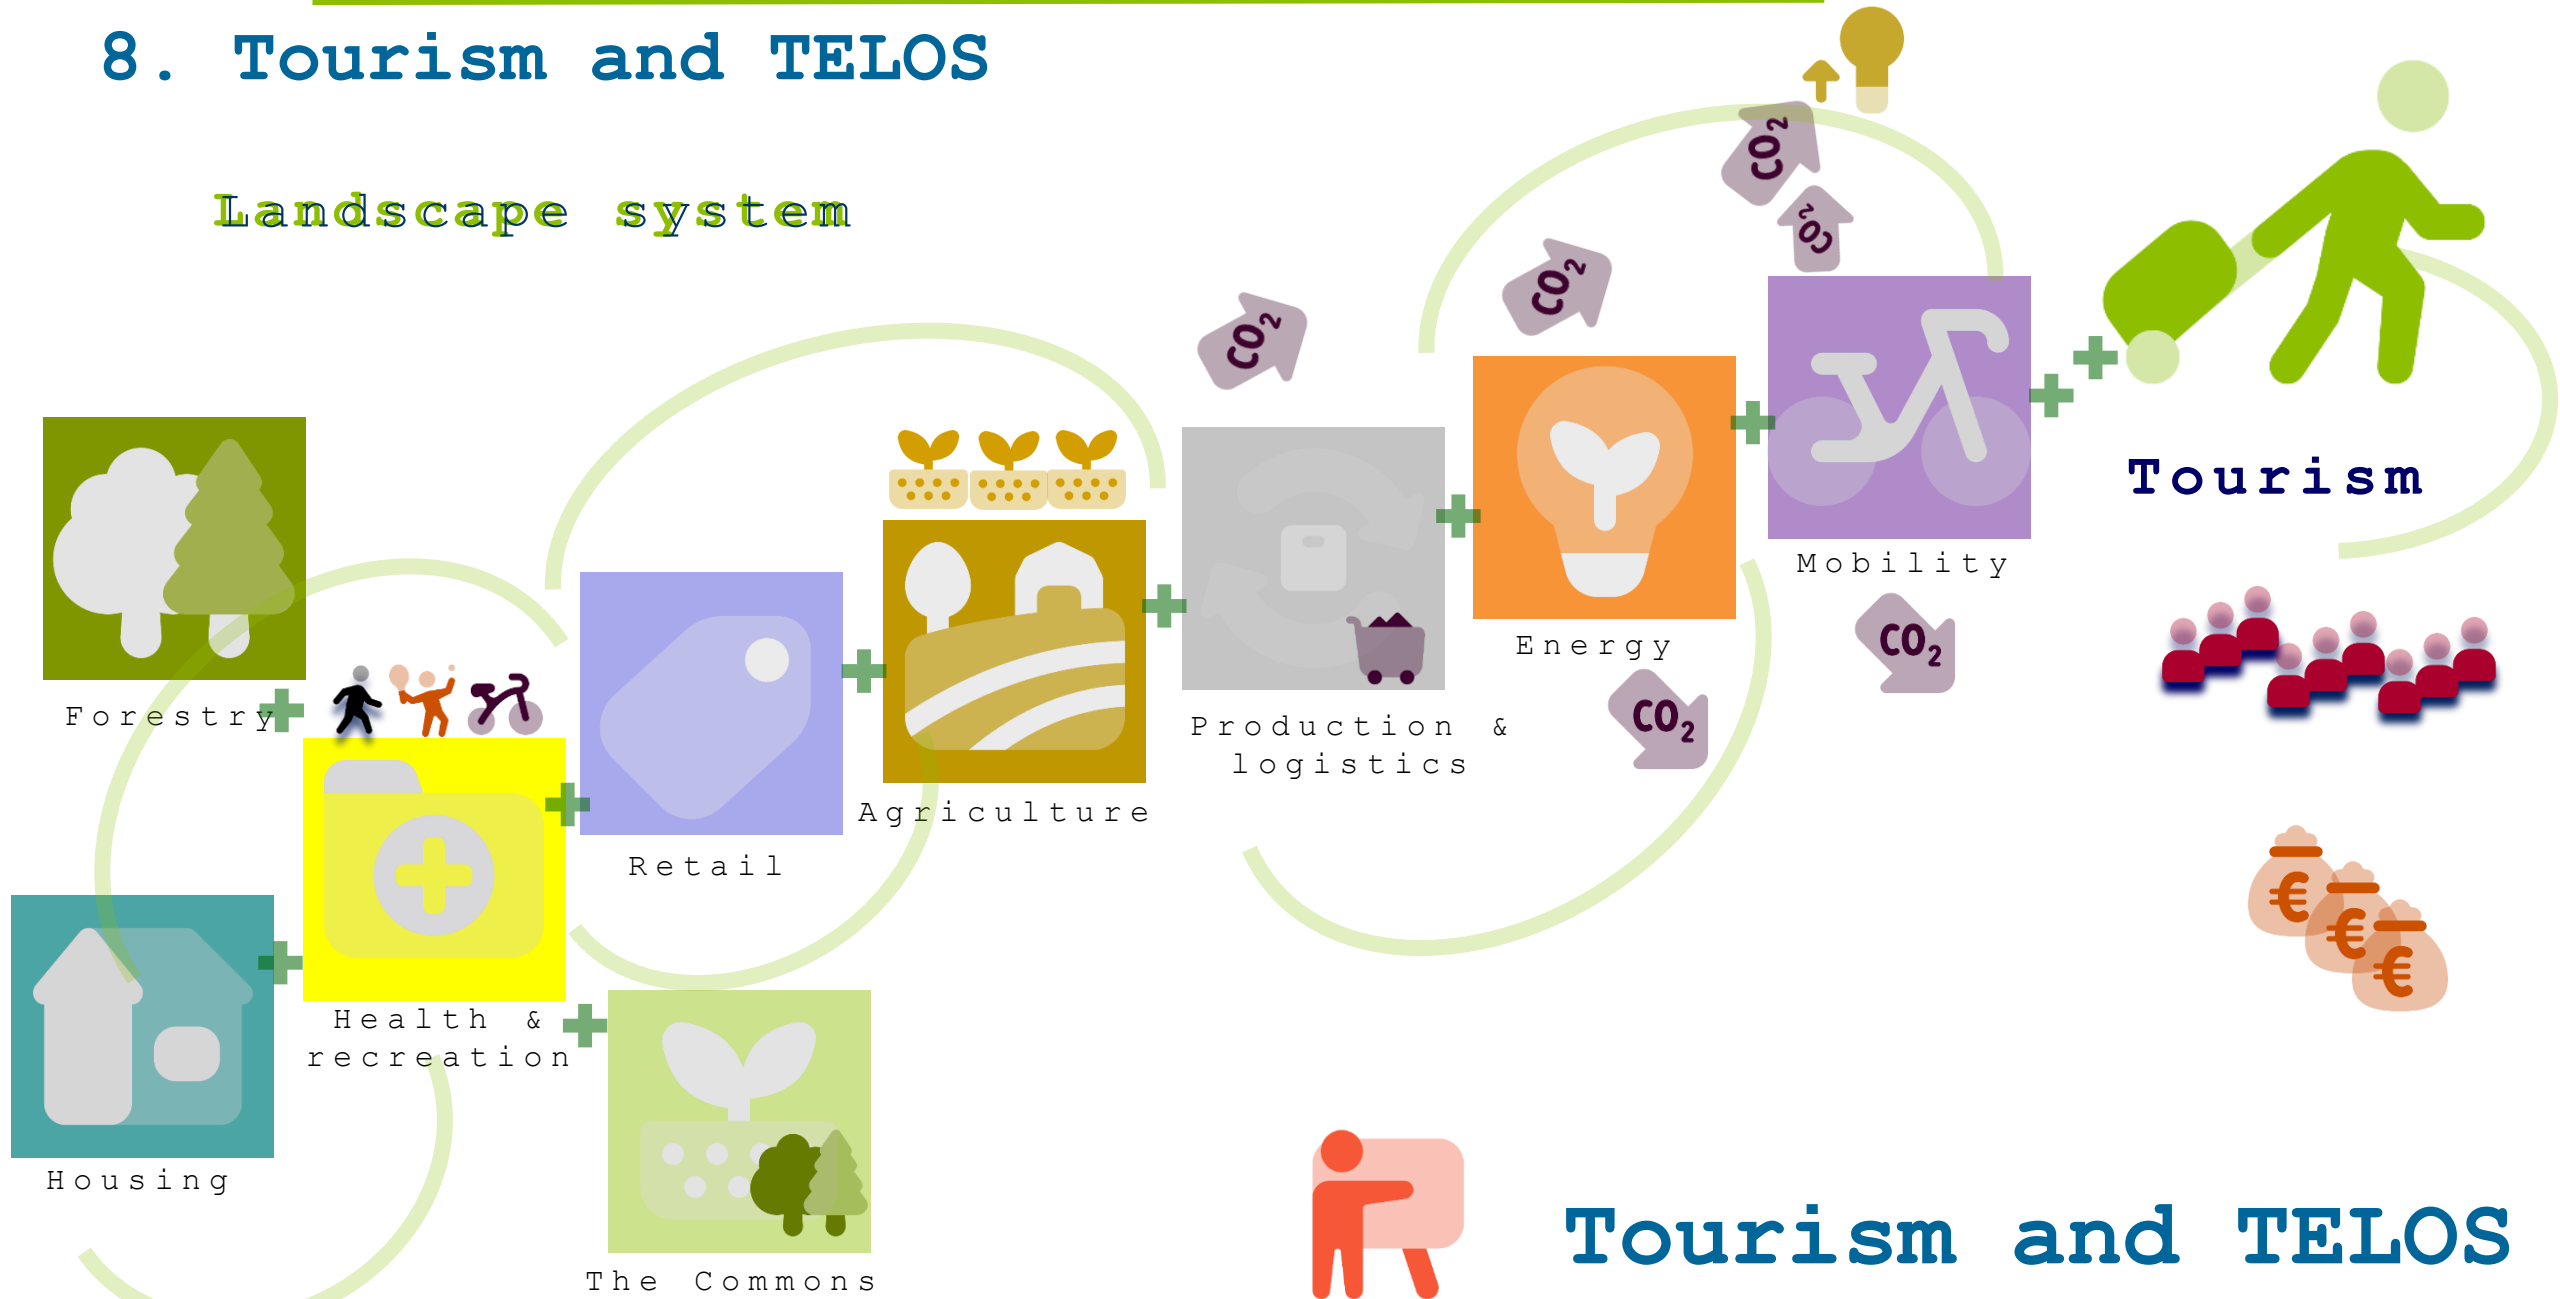 8. Tourism and TELOS
Landscape system
CO2
CO2
CO2
CO2
Tourism
Mobility
CO2
Energy
CO2
Forestry
Production &
logistics
Agriculture
Retail
€
€
€
Health &
recreation
Housing
Tourism and TELOS
The Commons